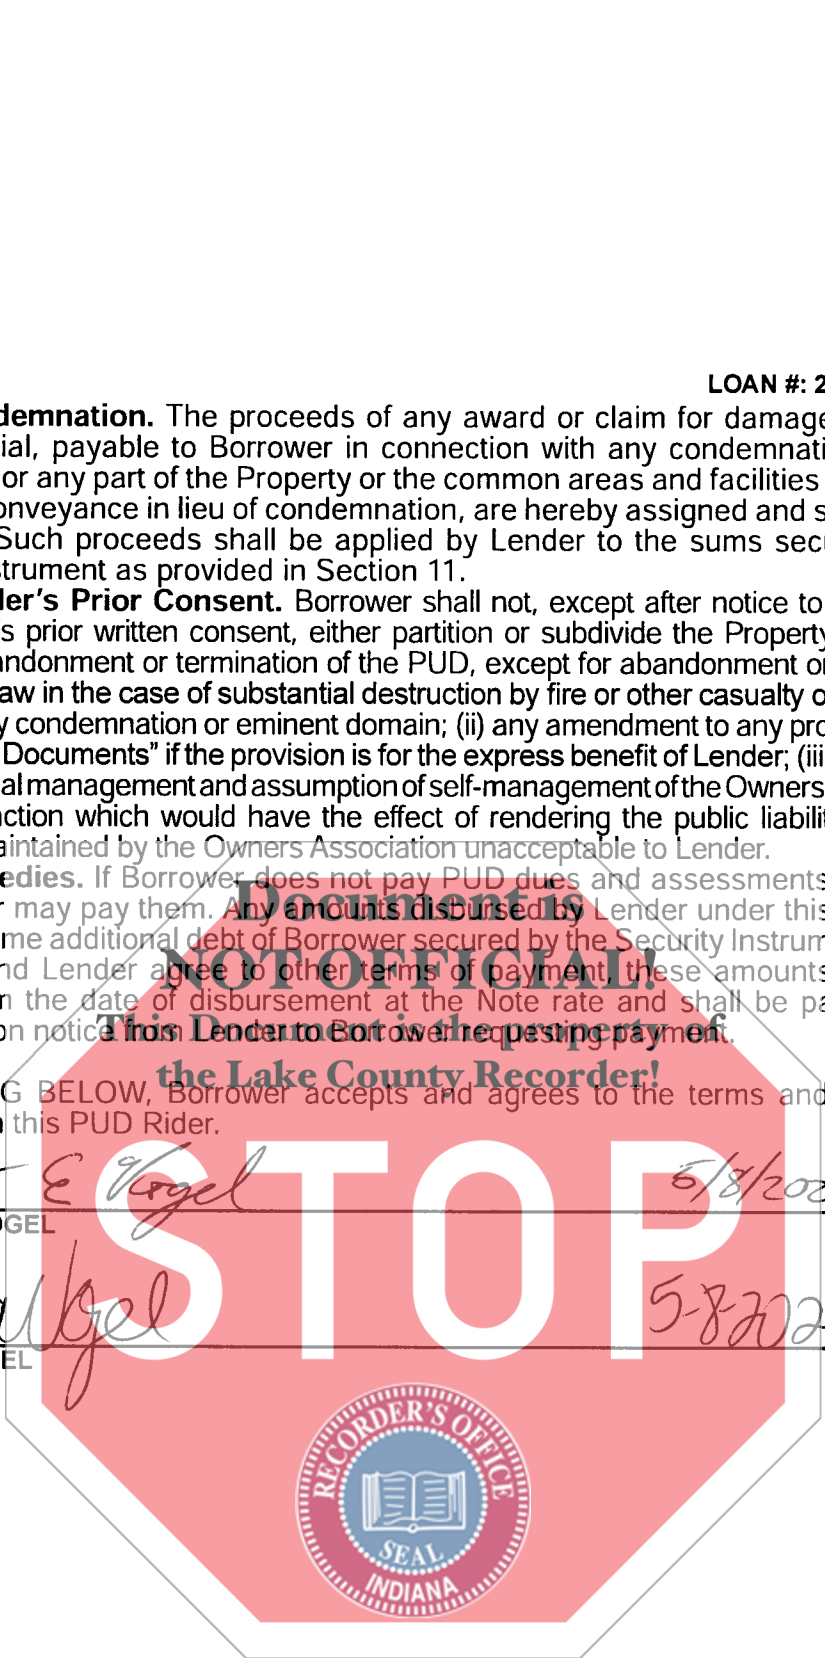 LOAN #: 2
demnation. The proceeds of any award or claim for damage
ial, payable to Borrower in connection with any condemnati
or any part of the Property or the common areas and facilities
onveyance in lieu of condemnation, are hereby assigned and s
Such proceeds shall be applied by Lender to the sums sec
trument as provided in Section 11.
ler's Prior Consent. Borrower shall not, except after notice to
s prior written consent, either partition or subdivide the Property
andonment or termination of the PUD, except for abandonment or
aw in the case of substantial destruction by fire or other casualty o
y condemnation or eminent domain; (ii) any amendment to any pro
Documents" if the provision is for the express benefit of Lender; (iii
al management and assumption of self-management of the Owners
action which would have the effect of rendering the public liabilit
aintained by the Owners Association unacceptable to Lender.
edies. If Borrower does not pay PUD dues and assessments
r may pay them. Any amounts disbursed by Lender under this
me additional debt of Borrower secured by the Security Instrum
nd Lender agree to other terms of payment, these amounts
n the date of disbursement at the Note rate and shall be pa
on notice from Lender to Borrower requesting payment.
Document is
NOT OFFICIAL!
This Document is the property of
the Lake County Recorder!
G BELOW, Borrower accepts and agrees to the terms and
this PUD Rider.
E Vogel 5/8/202
OGEL
Vogel 5-8-202
EL
STOP
RECORDER'S OFFICE
SEAL
INDIANA